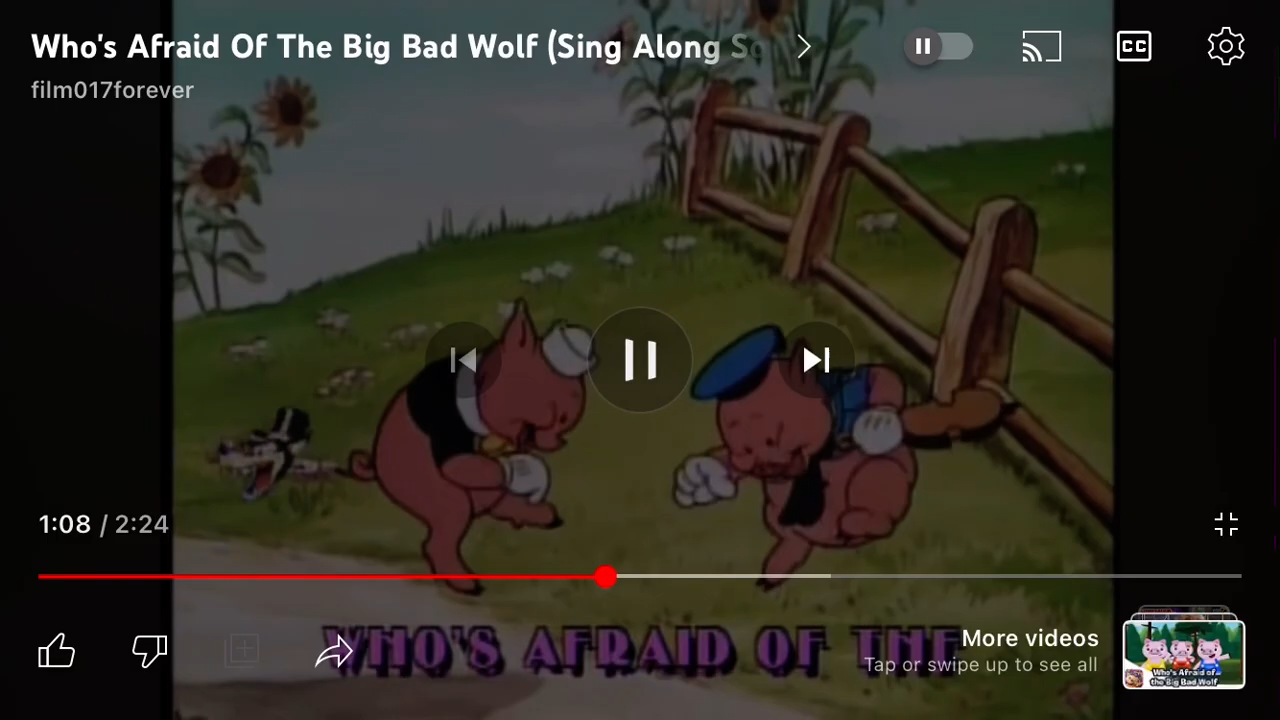 Who's Afraid Of The Big Bad Wolf (Sing Along
film017forever
CC
1:08 / 2:24
WHO'S AFRAID OF THE
More videos
Tap or swipe up to see all
Who's Afraid of
the Big Bad Wolf